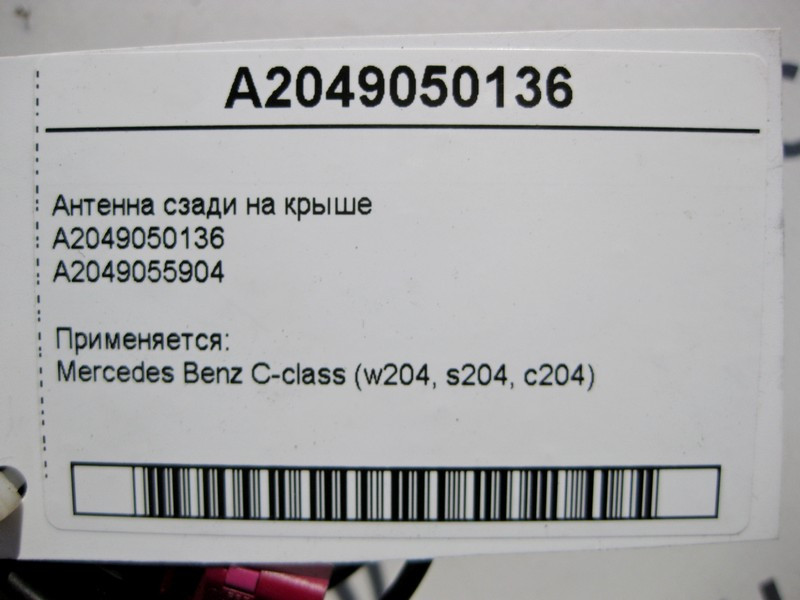 A2049050136
Антенна сзади на крыше
A2049050136
A2049055904
Применяется:
Mercedes Benz C-class (w204, s204, c204)